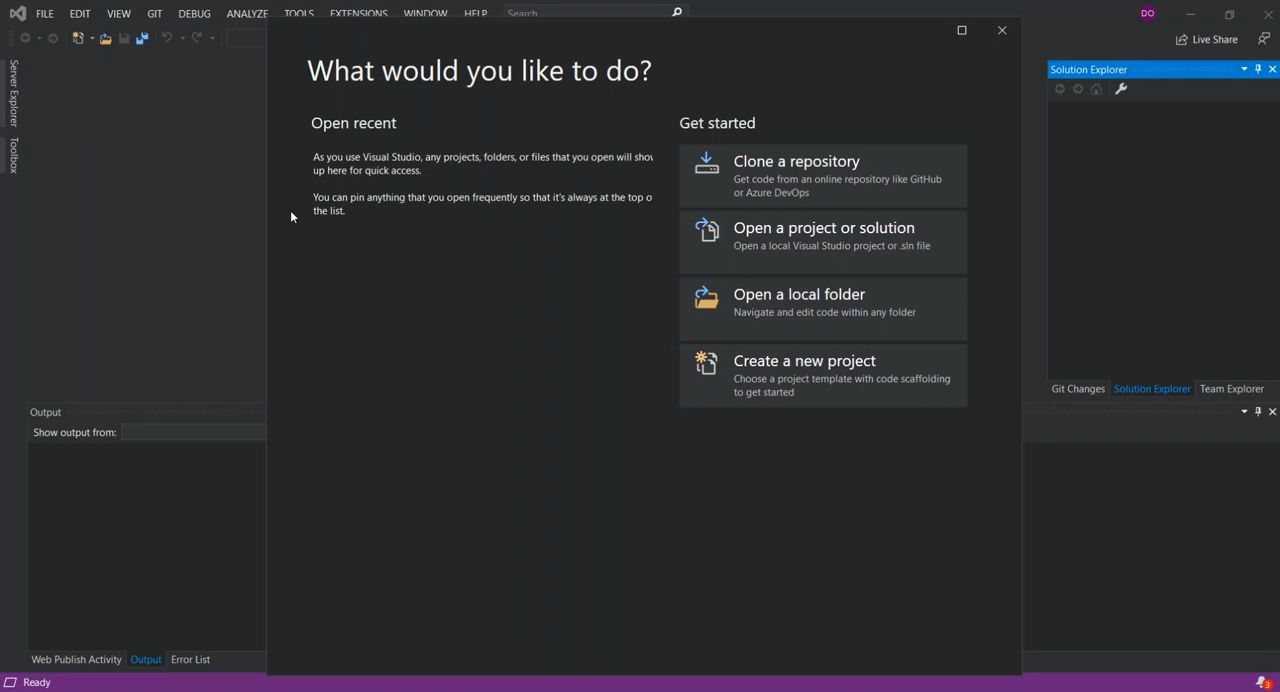 FILE EDIT VIEW GIT DEBUG ANALYZE TOOLS EXTENSIONS WINDOW HELP Search
DO
Live Share
Server Explorer
Toolbox
What would you like to do?
Open recent
As you use Visual Studio, any projects, folders, or files that you open will show
up here for quick access.
You can pin anything that you open frequently so that it's always at the top o
the list.
Get started
Clone a repository
Get code from an online repository like GitHub
or Azure DevOps
Open a project or solution
Open a local Visual Studio project or .sln file
Open a local folder
Navigate and edit code within any folder
Create a new project
Choose a project template with code scaffolding
to get started
Solution Explorer
Git Changes Solution Explorer Team Explorer
Output
Show output from:
Web Publish Activity Output Error List
Ready
3